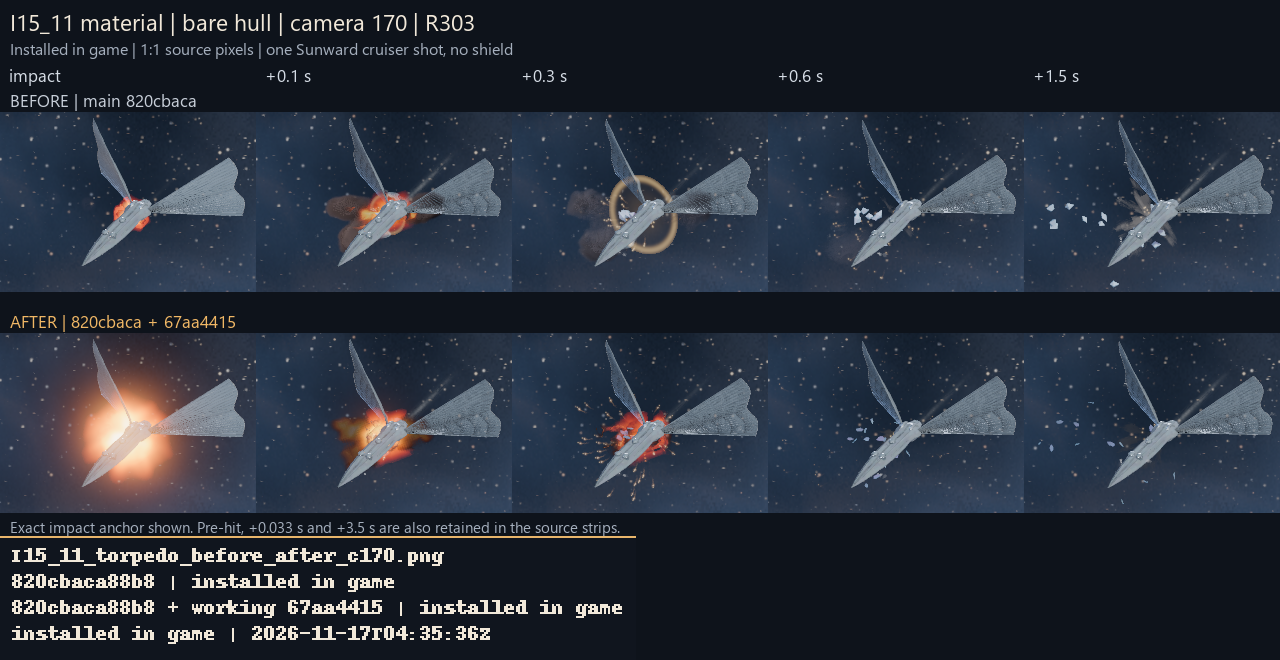 I15_11 material | bare hull | camera 170 | R303
Installed in game | 1:1 source pixels | one Sunward cruiser shot, no shield
impact +0.1 s +0.3 s +0.6 s +1.5 s
BEFORE | main 820cbaca
AFTER | 820cbaca + 67aa4415
Exact impact anchor shown. Pre-hit, +0.033 s and +3.5 s are also retained in the source strips.
I15_11_torpedo_before_after_c170.png
820cbaca88b8 | installed in game
820cbaca88b8 + working 67aa4415 | installed in game
installed in game | 2026-11-17T04:35:36Z